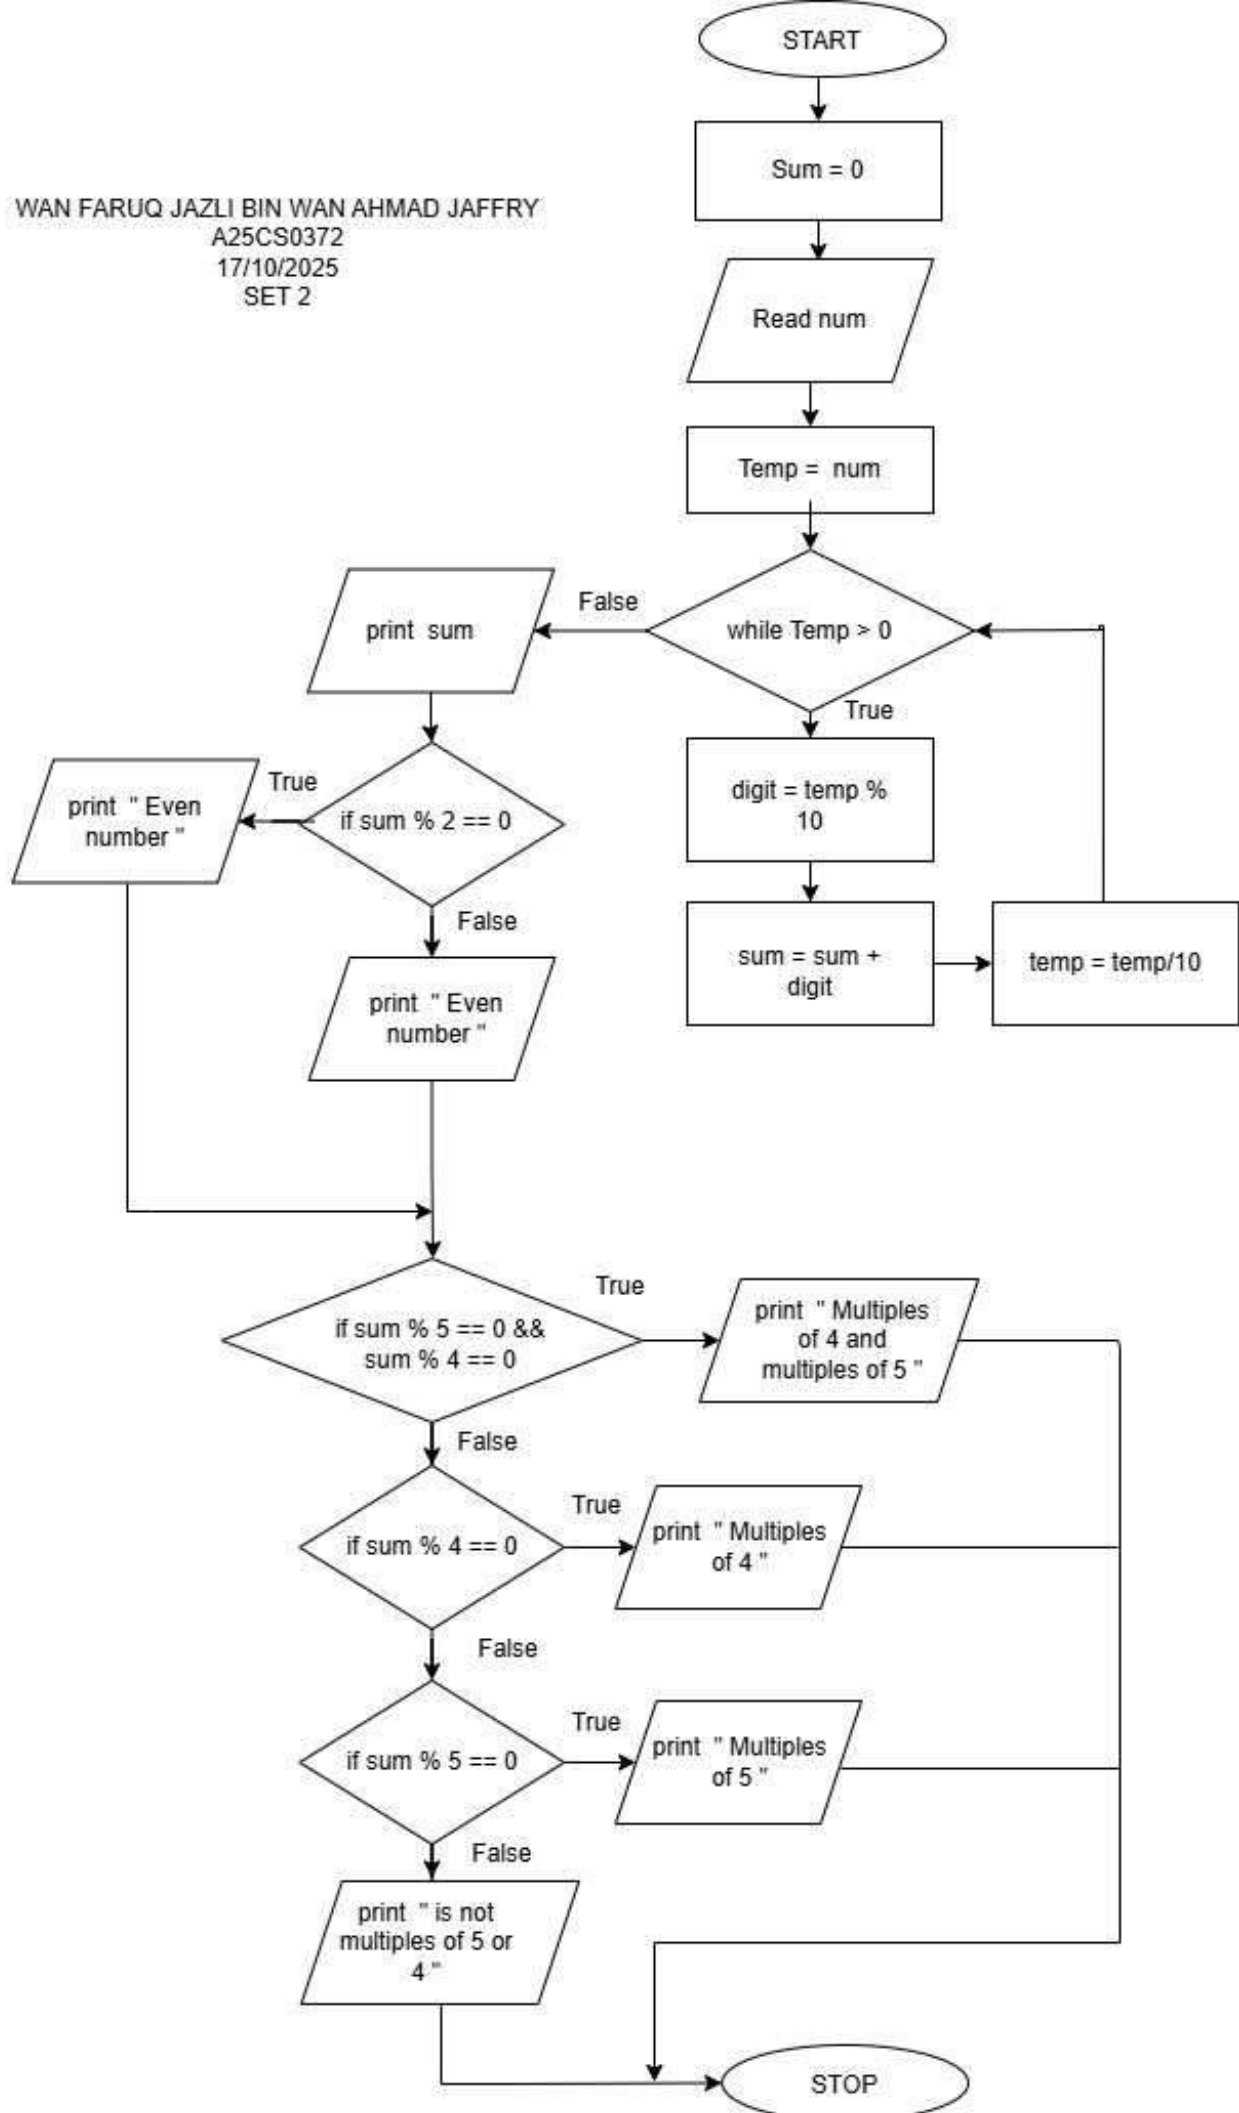 START
Sum = 0
WAN FARUQ JAZLI BIN WAN AHMAD JAFFRY
A25CS0372
17/10/2025
SET 2
Read num
Temp =  num
while Temp > 0
False
print  sum
True
digit = temp %
10
sum = sum +
digit
temp = temp/10
if sum % 2 == 0
True
print  " Even
number "
False
print  " Even
number "
if sum % 5 == 0 &&
sum % 4 == 0
True
print  " Multiples
of 4 and
multiples of 5 "
False
if sum % 4 == 0
True
print  " Multiples
of 4 "
False
if sum % 5 == 0
True
print  " Multiples
of 5 "
False
print  " is not
multiples of 5 or
4 "
STOP